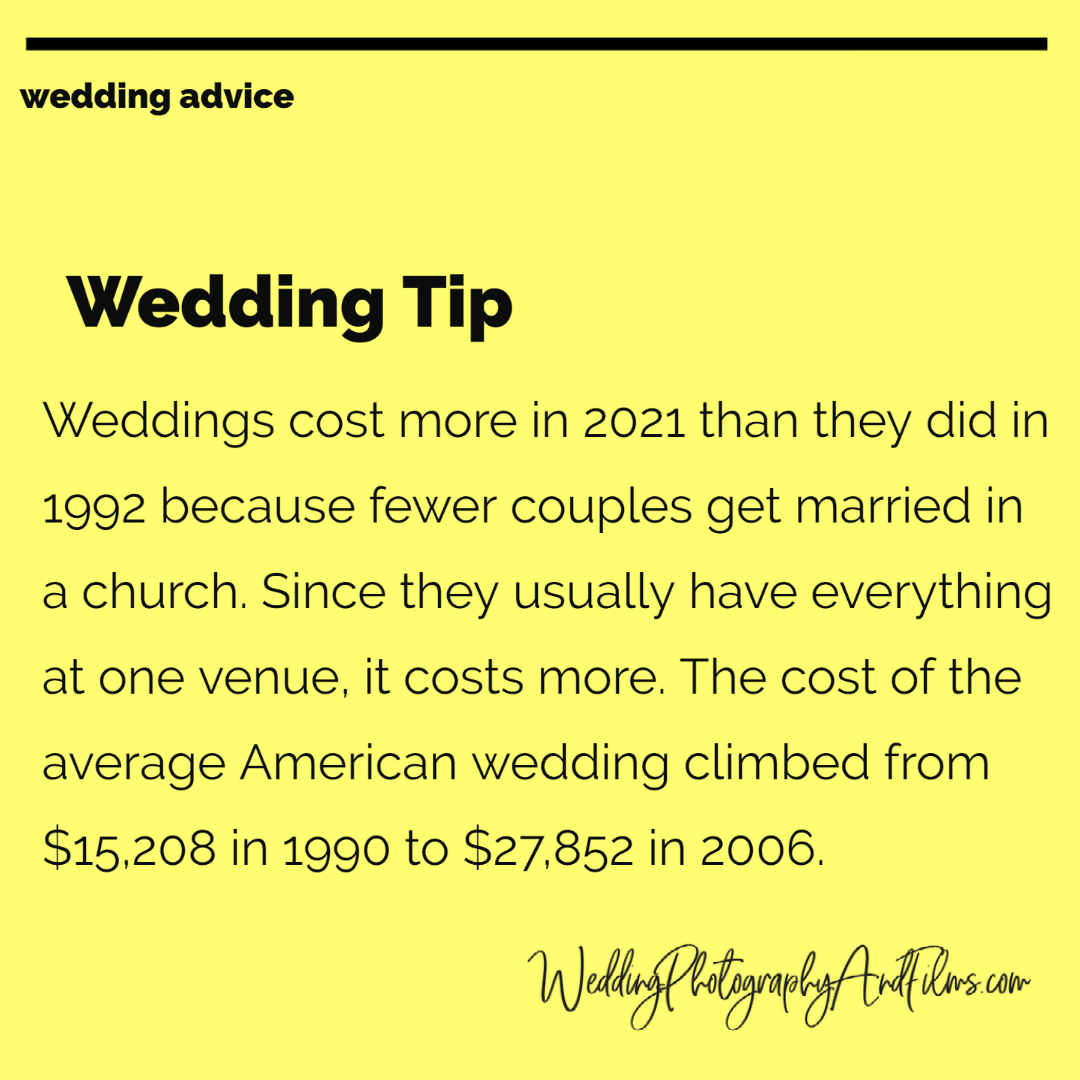 wedding advice
Wedding Tip
Weddings cost more in 2021 than they did in
1992 because fewer couples get married in
a church. Since they usually have everything
at one venue, it costs more. The cost of the
average American wedding climbed from
$15,208 in 1990 to $27,852 in 2006.
WeddingPhotographyAndFilms.com